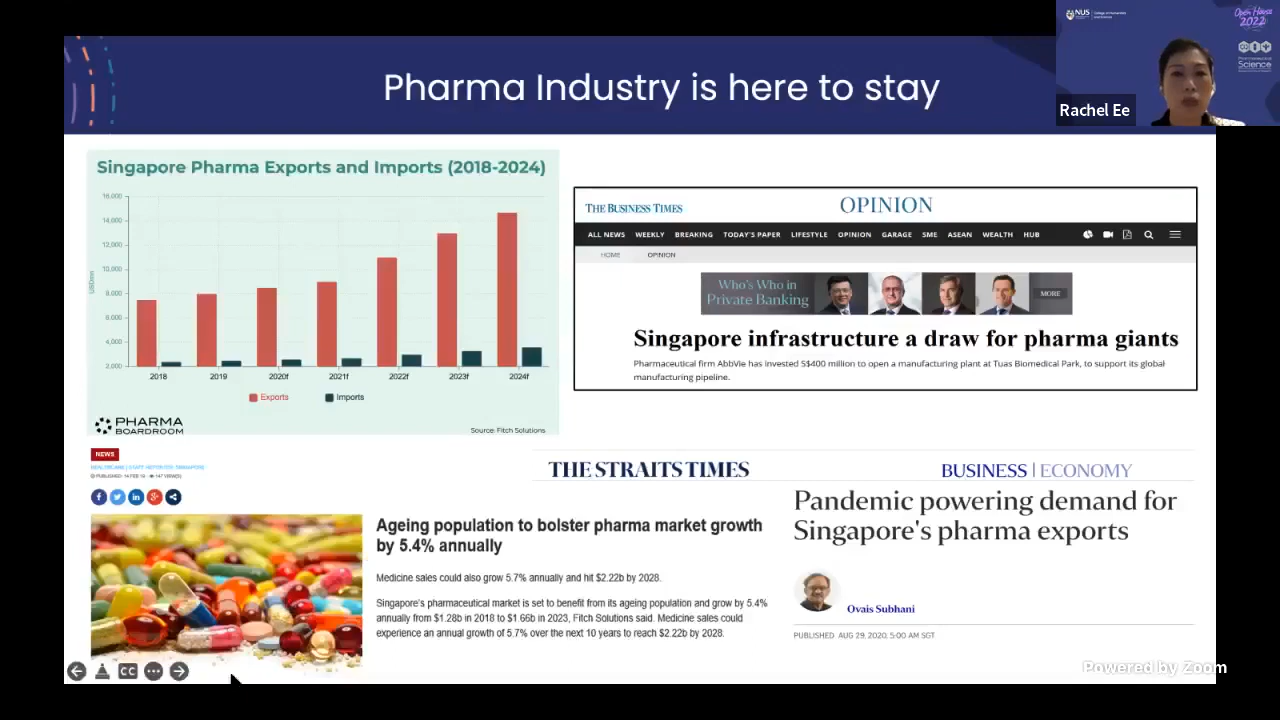 NUS
Open House
2022
Pharmaceutical
Science
Rachel Ee
Pharma Industry is here to stay
Singapore Pharma Exports and Imports (2018-2024)
USDmn
16,000
14,000
12,000
10,000
8,000
6,000
4,000
2,000
2018
2019
2020f
2021f
2022f
2023f
2024f
Exports
Imports
PHARMA
BOARDROOM
Source: Fitch Solutions
THE BUSINESS TIMES
OPINION
ALL NEWS WEEKLY BREAKING TODAY'S PAPER LIFESTYLE OPINION GARAGE SME ASEAN WEALTH HUB
HOME OPINION
Who's Who in
Private Banking
MORE
Singapore infrastructure a draw for pharma giants
Pharmaceutical firm AbbVie has invested S$400 million to open a manufacturing plant at Tuas Biomedical Park, to support its global
manufacturing pipeline.
NEWS
Ageing population to bolster pharma market growth
by 5.4% annually
Medicine sales could also grow 5.7% annually and hit $2.22b by 2028.
Singapore's pharmaceutical market is set to benefit from its ageing population and grow by 5.4%
annually from $1.28b in 2018 to $1.66b in 2023, Fitch Solutions said. Medicine sales could
experience an annual growth of 5.7% over the next 10 years to reach $2.22b by 2028.
THE STRAITS TIMES
BUSINESS | ECONOMY
Pandemic powering demand for
Singapore's pharma exports
Ovais Subhani
PUBLISHED: AUG 29, 2020, 5:00 AM SGT
CC
Powered by Zoom